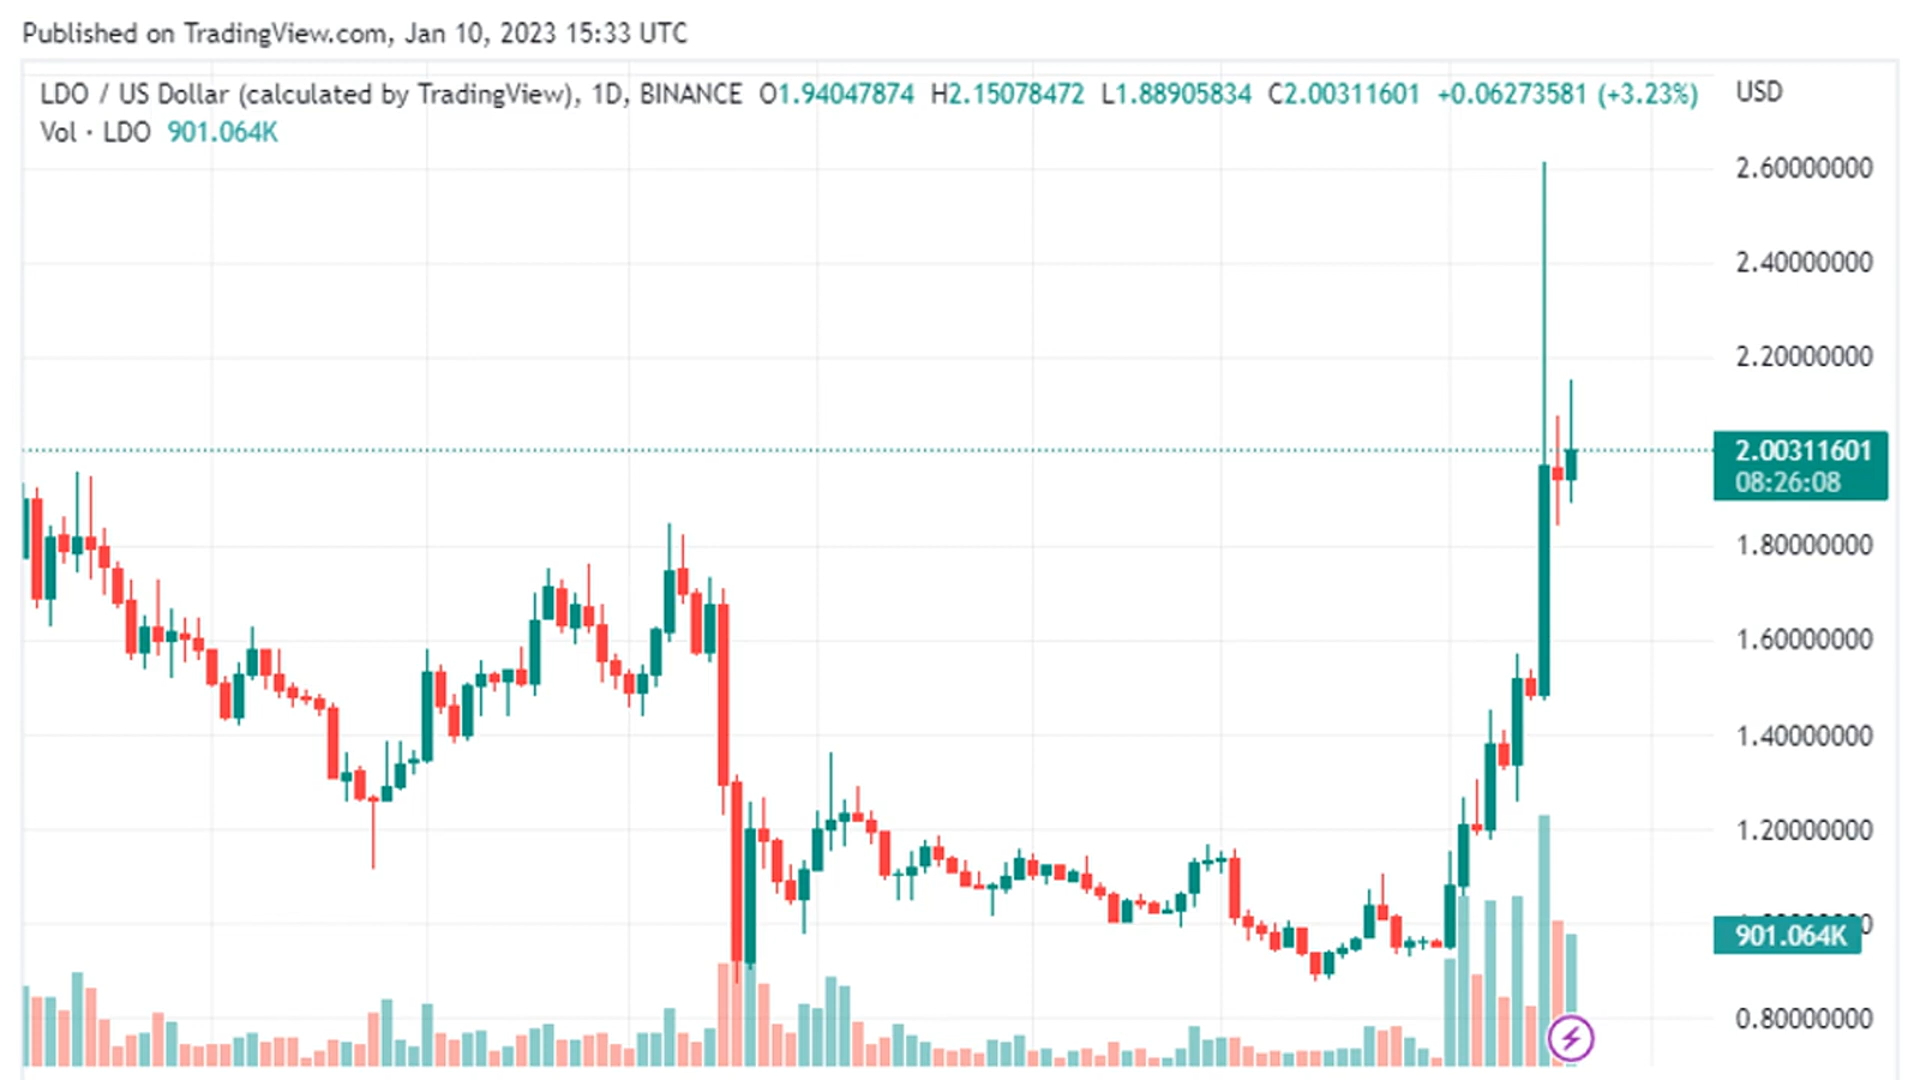 Published on TradingView.com, Jan 10, 2023 15:33 UTC
LDO / US Dollar (calculated by TradingView), 1D, BINANCE O1.94047874 H2.15078472 L1.88905834 C2.00311601 +0.06273581 (+3.23%) USD
Vol · LDO 901.064K
2.60000000
2.40000000
2.20000000
2.00311601
08:26:08
1.80000000
1.60000000
1.40000000
1.20000000
901.064K
0.80000000